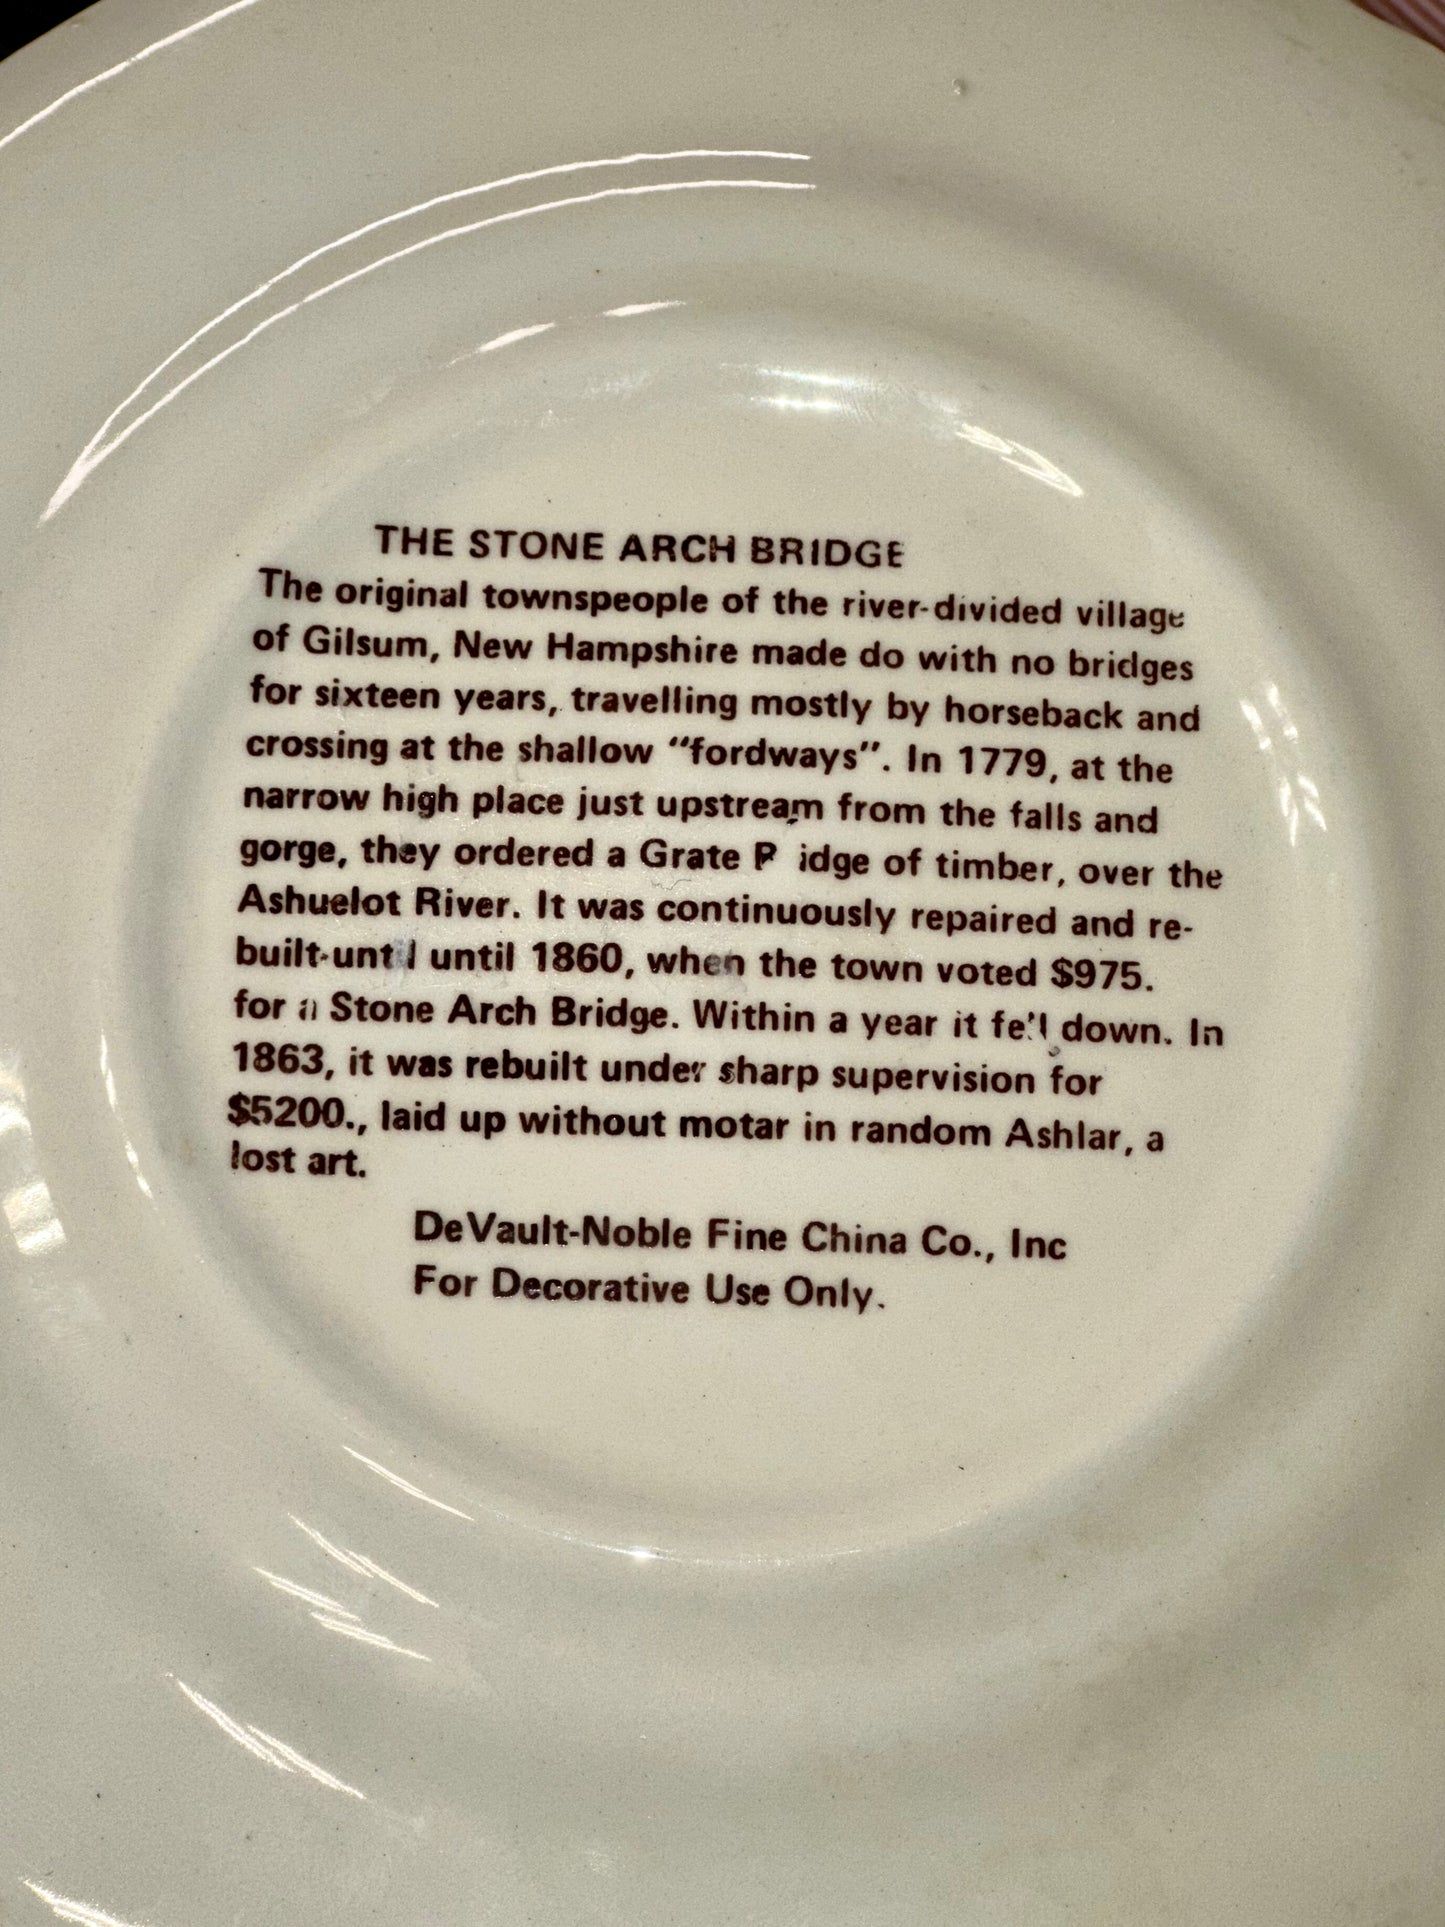 THE STONE ARCH BRIDGE
The original townspeople of the river-divided village
of Gilsum, New Hampshire made do with no bridges
for sixteen years, travelling mostly by horseback and
crossing at the shallow "fordways". In 1779, at the
narrow high place just upstream from the falls and
gorge, they ordered a Grate Bridge of timber, over the
Ashuelot River. It was continuously repaired and re-
built-until until 1860, when the town voted $975.
for a Stone Arch Bridge. Within a year it fell down. In
1863, it was rebuilt under sharp supervision for
$5200., laid up without motar in random Ashlar, a
lost art.
DeVault-Noble Fine China Co., Inc
For Decorative Use Only.